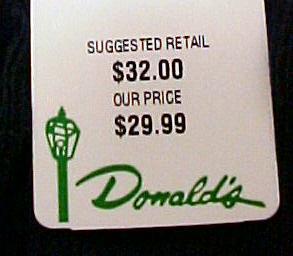 SUGGESTED RETAIL
$32.00
OUR PRICE
$29.99
Donald's